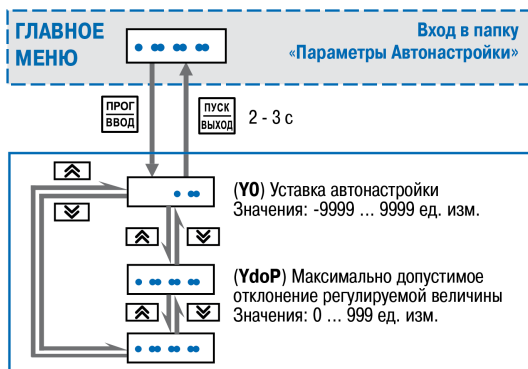 ГЛАВНОЕ
МЕНЮ
Вход в папку
«Параметры Автонастройки»
ПРОГ
ВВОД
ПУСК
ВЫХОД
2 - 3 с
(Y0) Уставка автонастройки
Значения: -9999 ... 9999 ед. изм.
(YdoP) Максимально допустимое
отклонение регулируемой величины
Значения: 0 ... 999 ед. изм.